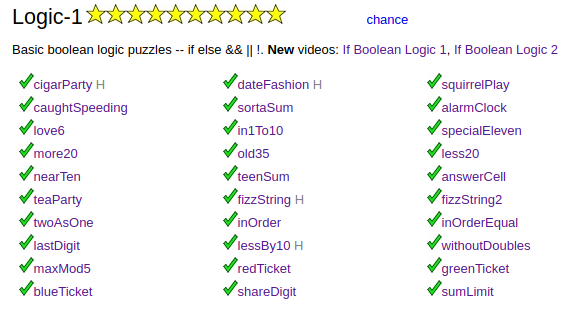 Logic-1 chance
Basic boolean logic puzzles -- if else && || !. New videos: If Boolean Logic 1, If Boolean Logic 2
cigarParty H dateFashion H squirrelPlay
caughtSpeeding sortaSum alarmClock
love6 in1To10 specialEleven
more20 old35 less20
nearTen teenSum answerCell
teaParty fizzString H fizzString2
twoAsOne inOrder inOrderEqual
lastDigit lessBy10 H withoutDoubles
maxMod5 redTicket greenTicket
blueTicket shareDigit sumLimit